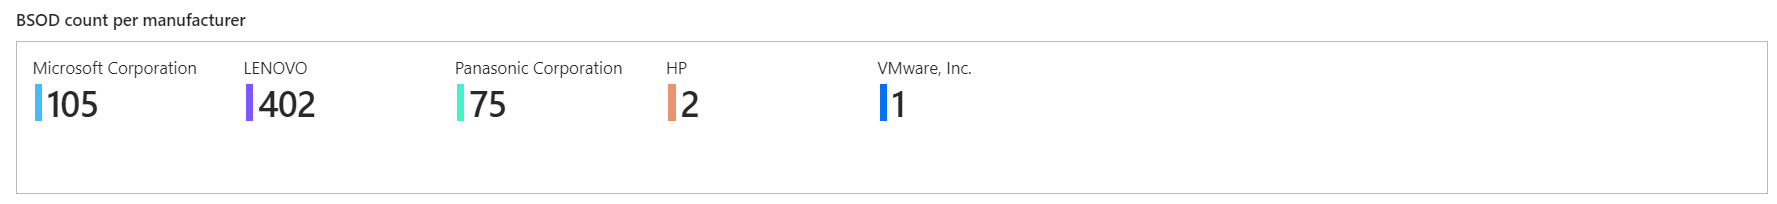 BSOD count per manufacturer
Microsoft Corporation
105
LENOVO
402
Panasonic Corporation
75
HP
2
VMware, Inc.
1